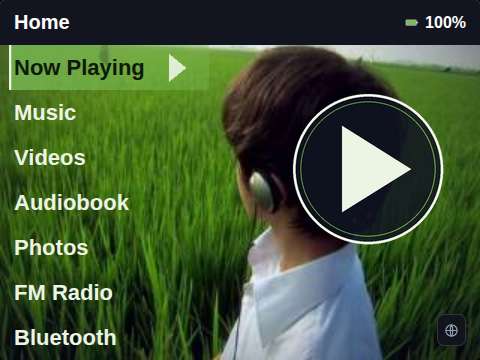 Home
100%
Now Playing
Music
Videos
Audiobook
Photos
FM Radio
Bluetooth